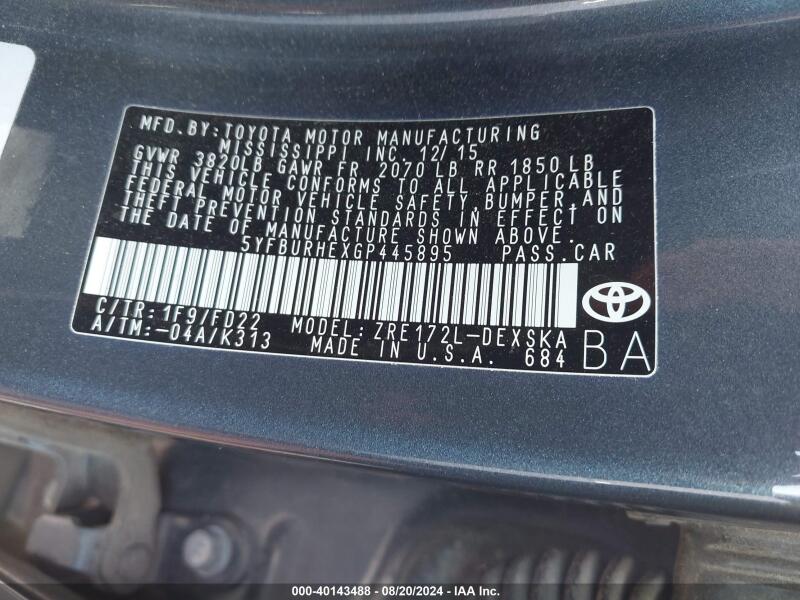 MFD. BY: TOYOTA MOTOR MANUFACTURING
MISSISSIPPI INC. 12/15
GVWR 3820LB GAWR FR 2070 LB RR 1850 LB
THIS VEHICLE CONFORMS TO ALL APPLICABLE
FEDERAL MOTOR VEHICLE SAFETY, BUMPER, AND
THEFT PREVENTION STANDARDS IN EFFECT ON
THE DATE OF MANUFACTURE SHOWN ABOVE.
5YFBURHEXGP445895 PASS.CAR
C/TR: 1F9/FD22 MODEL: ZRE172L-DEXSKA
A/TM: -04A/K313 MADE IN U.S.A. 684
BA
000-40143488 - 08/20/2024 - IAA Inc.